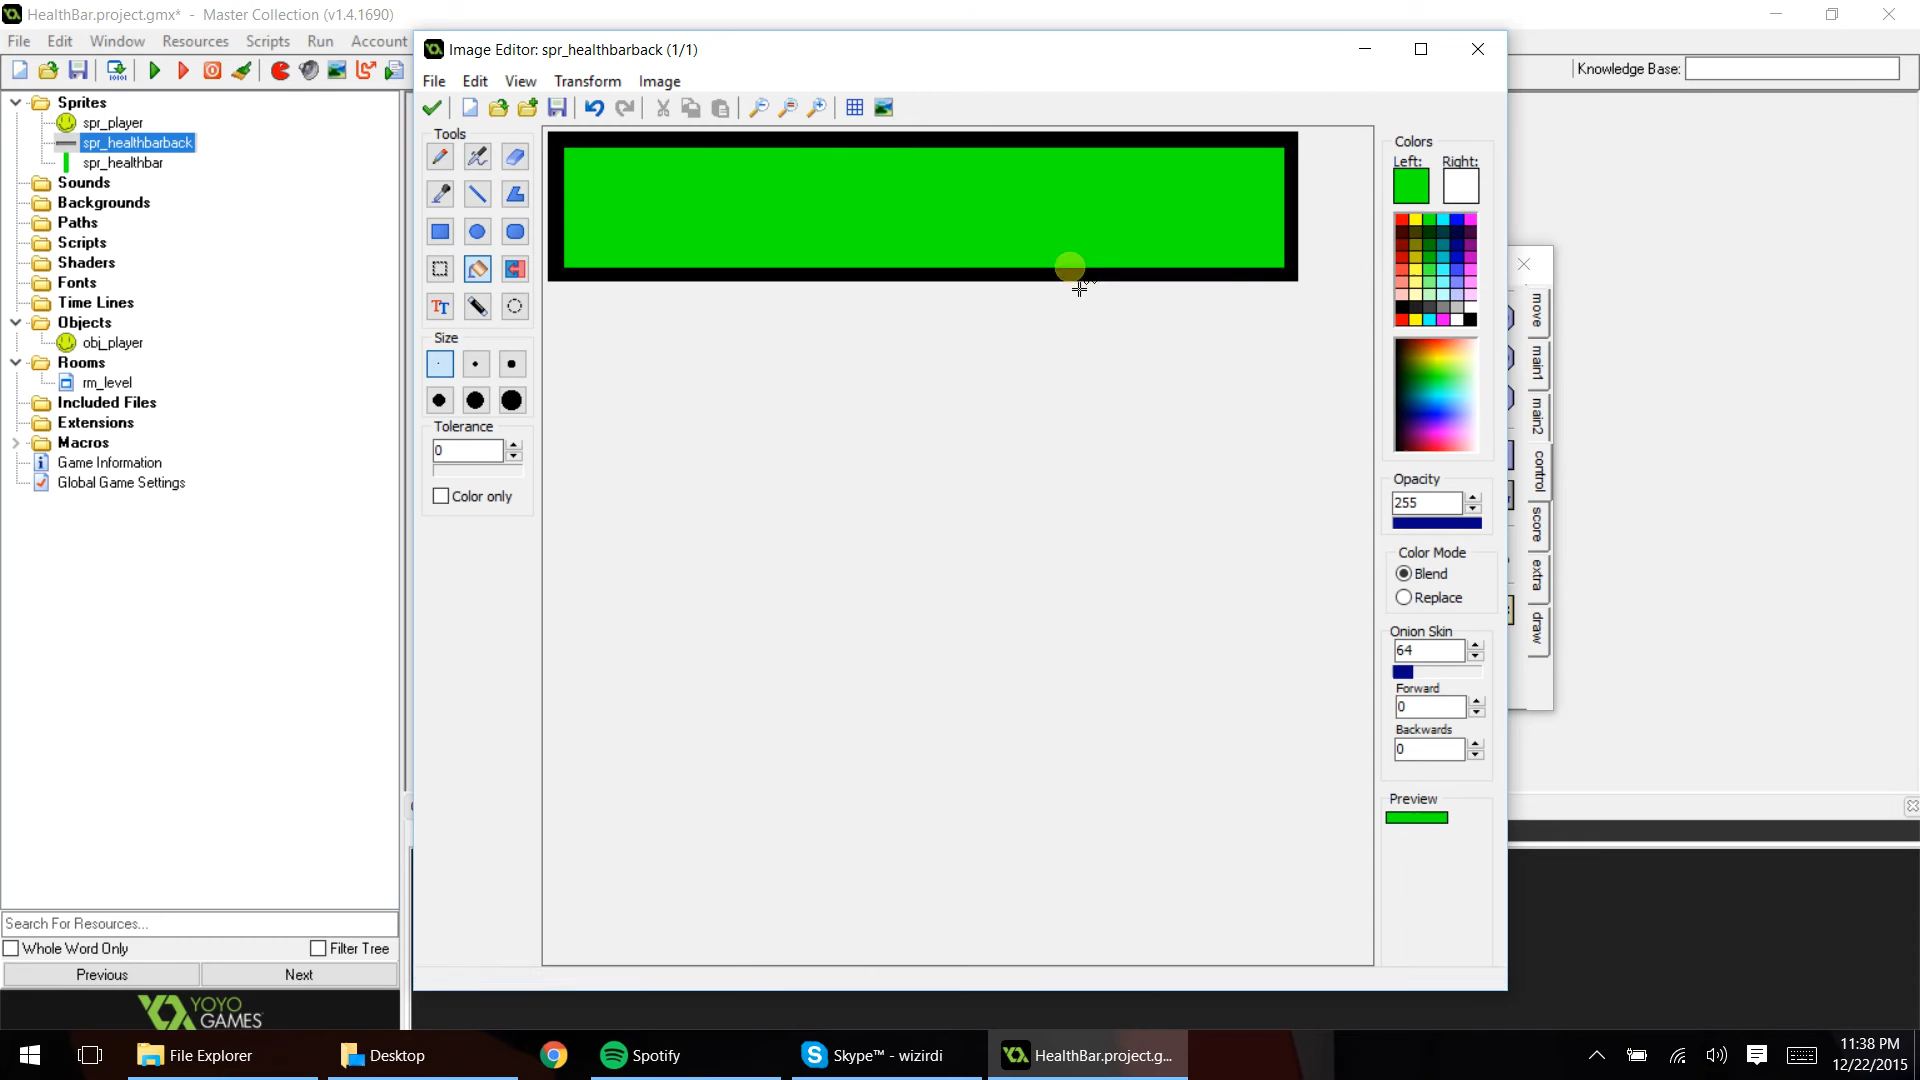 HealthBar.project.gmx* - Master Collection (v1.4.1690)
File Edit Window Resources Scripts Run Account
Knowledge Base:
Image Editor: spr_healthbarback (1/1)
File Edit View Transform Image
Sprites
spr_player
spr_healthbarback
spr_healthbar
Sounds
Backgrounds
Paths
Scripts
Shaders
Fonts
Time Lines
Objects
obj_player
Rooms
rm_level
Included Files
Extensions
Macros
Game Information
Global Game Settings
Search For Resources...
Whole Word Only Filter Tree
Previous Next
YOYO
GAMES
Tools
TT
Size
Tolerance
0
Color only
Colors
Left: Right:
Opacity
255
Color Mode
Blend
Replace
Onion Skin
64
Forward
0
Backwards
0
Preview
move
main1
main2
control
score
extra
draw
File Explorer
Desktop
Spotify
Skype™ - wizirdi
HealthBar.project.g...
11:38 PM
12/22/2015